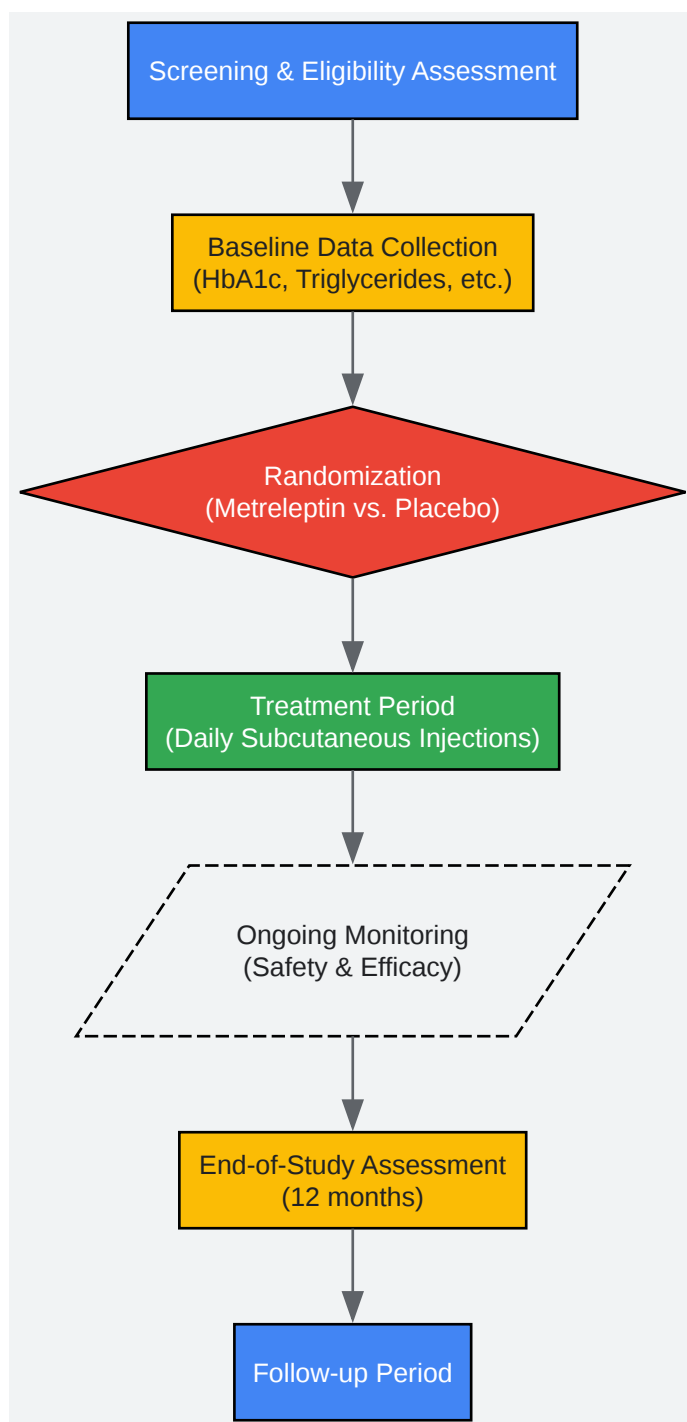 Screening & Eligibility Assessment
Baseline Data Collection
(HbA1c, Triglycerides, etc.)
Randomization
(Metreleptin vs. Placebo)
Treatment Period
(Daily Subcutaneous Injections)
Ongoing Monitoring
(Safety & Efficacy)
End-of-Study Assessment
(12 months)
Follow-up Period